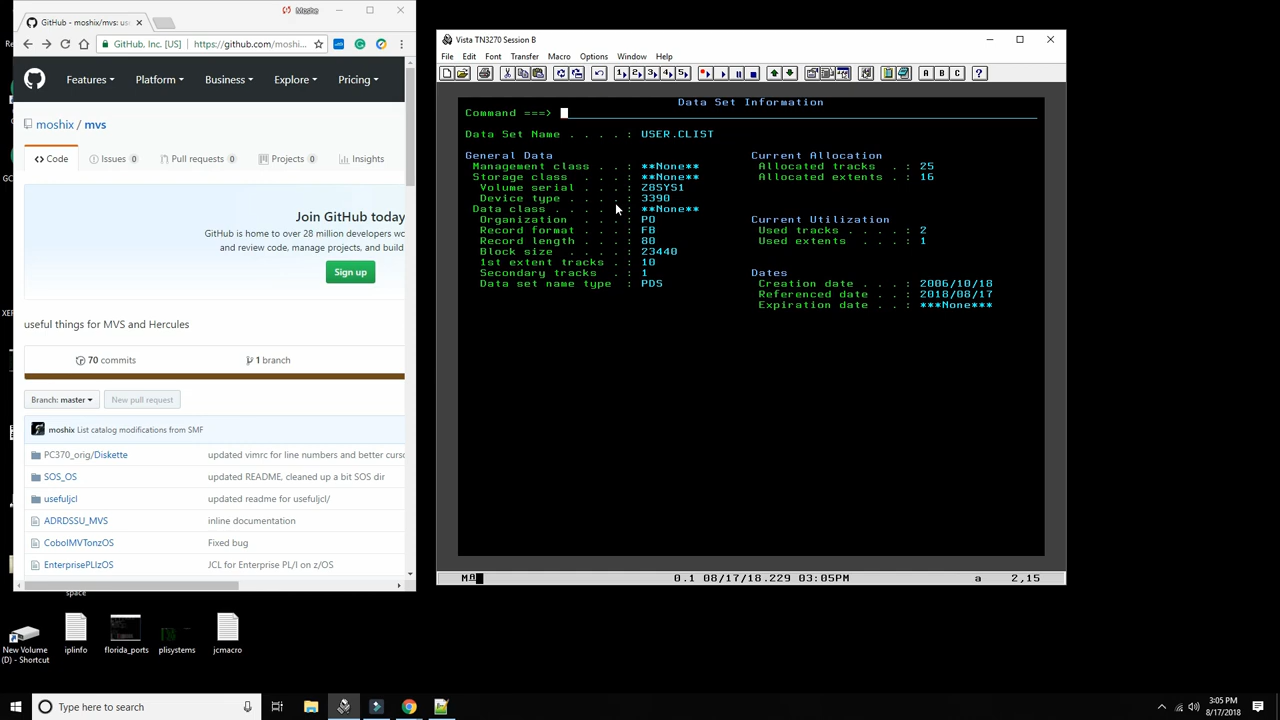 GitHub - moshix/mvs: use
Moshe
GitHub, Inc. [US]
https://github.com/moshi...
Features
Platform
Business
Explore
Pricing
moshix / mvs
Code
Issues 0
Pull requests 0
Projects 0
Insights
Join GitHub today
GitHub is home to over 28 million developers wo
and review code, manage projects, and build
Sign up
useful things for MVS and Hercules
70 commits
1 branch
Branch: master
New pull request
moshix List catalog modifications from SMF
PC370_orig/Diskette
updated vimrc for line numbers and better curso
SOS_OS
updated README, cleaned up a bit SOS dir
usefuljcl
updated readme for usefuljcl/
ADRDSSU_MVS
inline documentation
CobolMVTonzOS
Fixed bug
EnterprisePLIzOS
JCL for Enterprise PL/I on z/OS
Vista TN3270 Session B
File Edit Font Transfer Macro Options Window Help
1 2 3 4 5 A B C ?
Data Set Information
Command ===>
Data Set Name . . . . : USER.CLIST
General Data
Management class . . : **None**
Storage class . . . : **None**
Volume serial . . . : Z8SYS1
Device type . . . . : 3390
Data class . . . . . : **None**
Organization . . . : PO
Record format . . . : FB
Record length . . . : 80
Block size . . . . : 23440
1st extent tracks . : 10
Secondary tracks . : 1
Data set name type : PDS
Current Allocation
Allocated tracks . : 25
Allocated extents . : 16
Current Utilization
Used tracks . . . . : 2
Used extents . . . : 1
Dates
Creation date . . . : 2006/10/18
Referenced date . . : 2018/08/17
Expiration date . . : ***None***
0.1 08/17/18.229 03:05PM
a
2,15
space
New Volume
(D) - Shortcut
iplinfo
florida_ports
plisystems
jcmacro
Type here to search
3:05 PM
8/17/2018